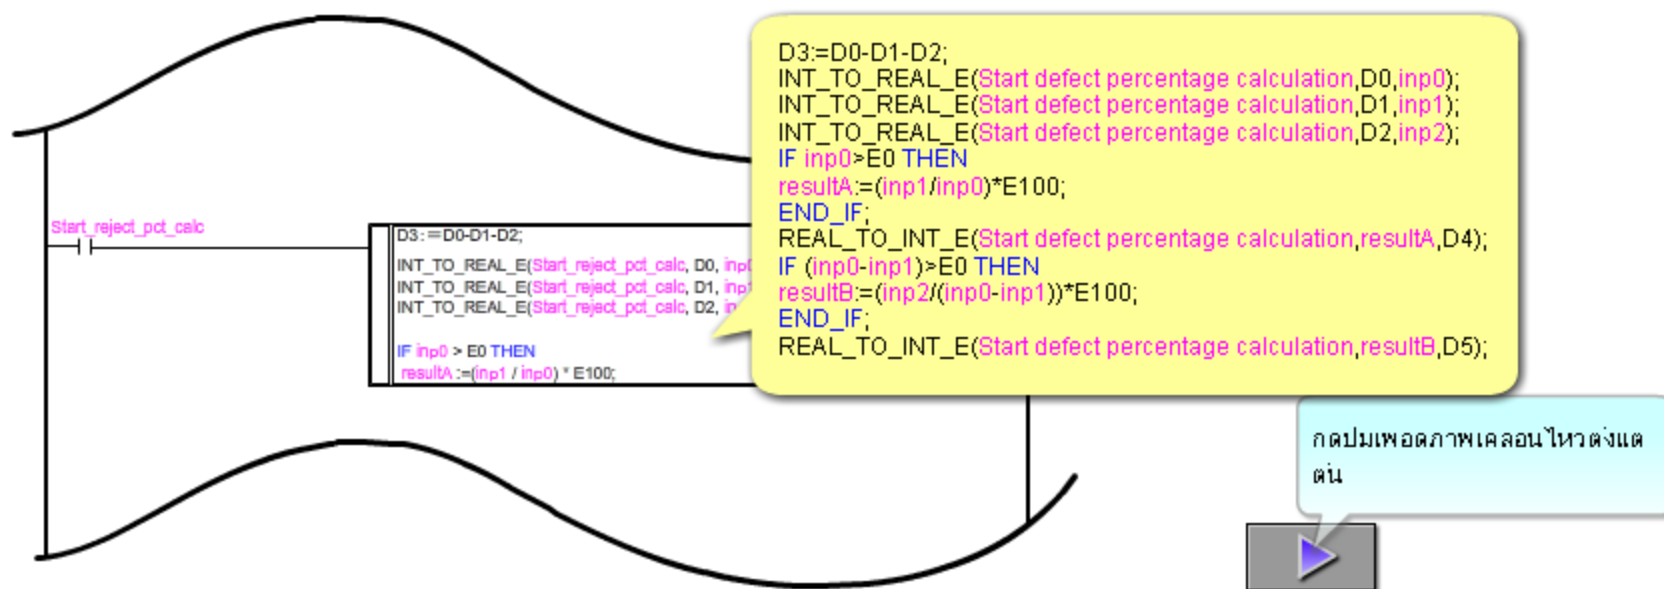 Start_reject_pct_calc
D3:=D0-D1-D2;
INT_TO_REAL_E(Start_reject_pct_calc, D0, inp0
INT_TO_REAL_E(Start_reject_pct_calc, D1, inp1
INT_TO_REAL_E(Start_reject_pct_calc, D2, in
IF inp0 > E0 THEN
resultA :=(inp1 / inp0) * E100;
D3:=D0-D1-D2;
INT_TO_REAL_E(Start defect percentage calculation,D0,inp0);
INT_TO_REAL_E(Start defect percentage calculation,D1,inp1);
INT_TO_REAL_E(Start defect percentage calculation,D2,inp2);
IF inp0>E0 THEN
resultA:=(inp1/inp0)*E100;
END_IF;
REAL_TO_INT_E(Start defect percentage calculation,resultA,D4);
IF (inp0-inp1)>E0 THEN
resultB:=(inp2/(inp0-inp1))*E100;
END_IF;
REAL_TO_INT_E(Start defect percentage calculation,resultB,D5);
กดปมเพอดภาพเคลอนไหวตงแต
ตน